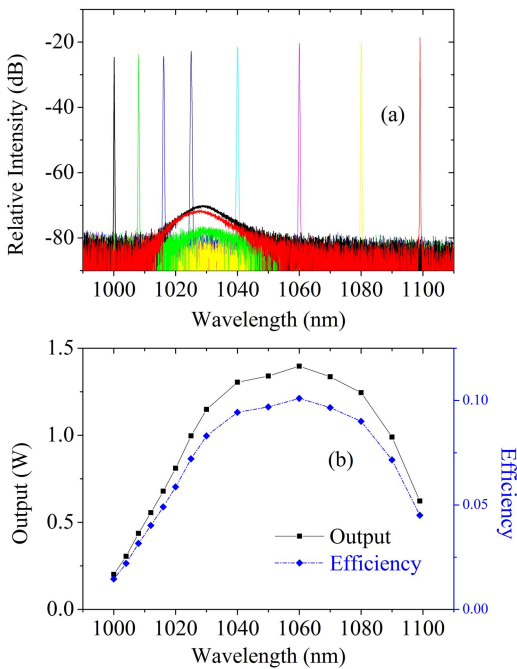 Relative Intensity (dB)
-20
-40
-60
-80
(a)
1000 1020 1040 1060 1080 1100
Wavelength (nm)
Output (W)
1.5
1.0
0.5
0.0
(b)
Output
Efficiency
0.10
0.05
0.00
Efficiency
1000 1020 1040 1060 1080 1100
Wavelength (nm)